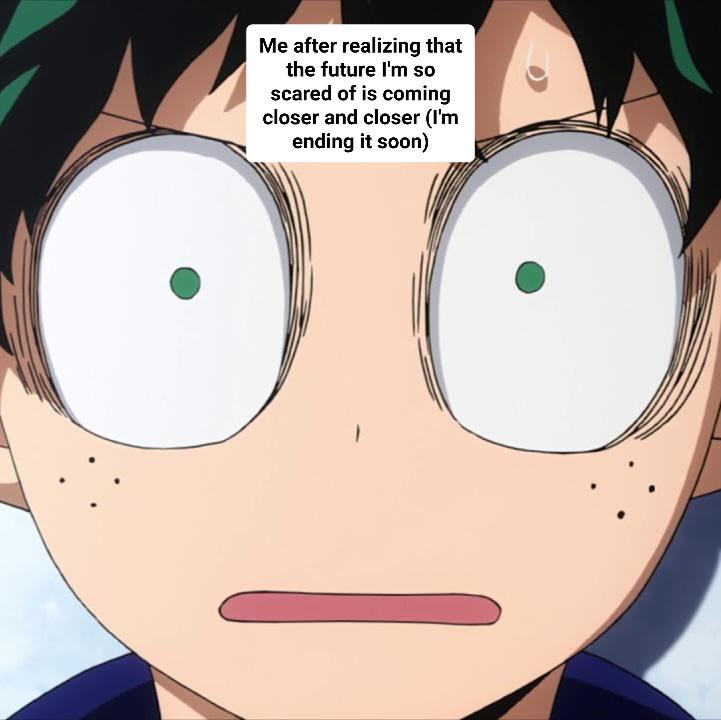 Me after realizing that
the future I'm so
scared of is coming
closer and closer (I'm
ending it soon)